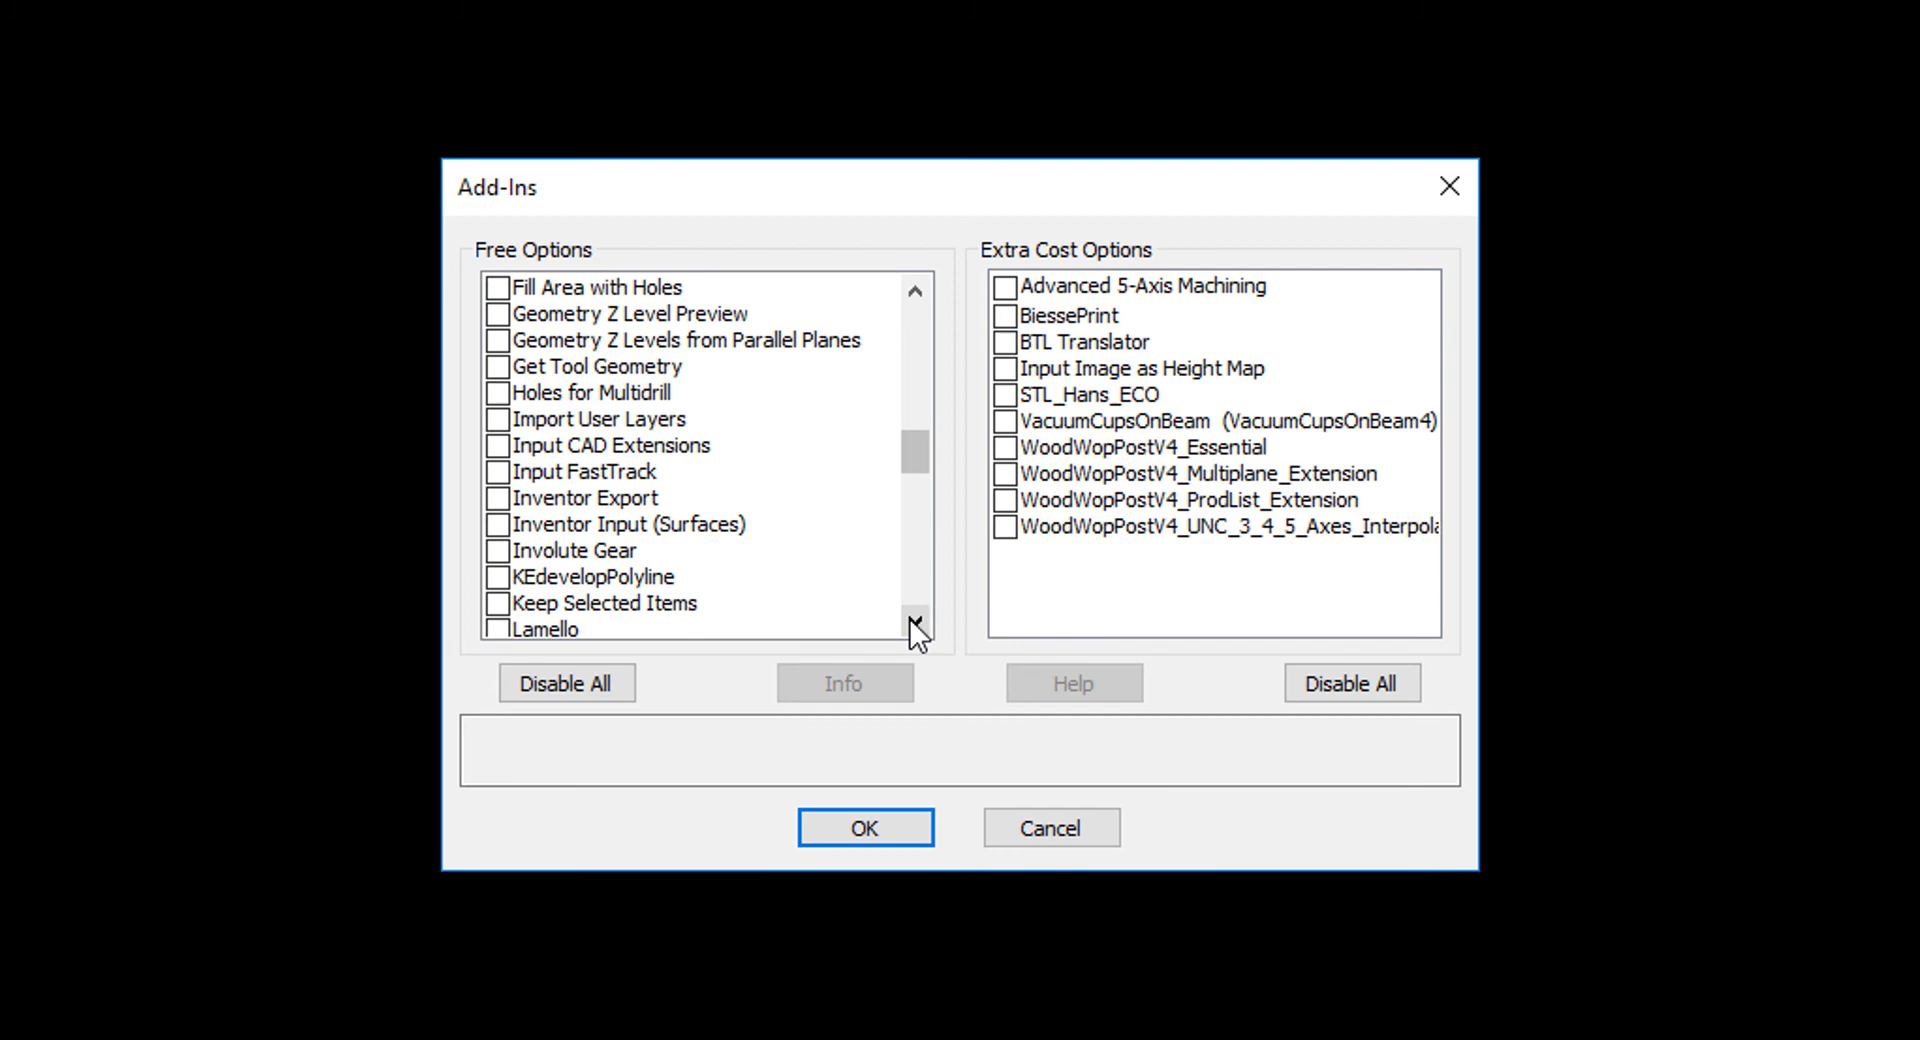 Add-Ins
Free Options
Fill Area with Holes
Geometry Z Level Preview
Geometry Z Levels from Parallel Planes
Get Tool Geometry
Holes for Multidrill
Import User Layers
Input CAD Extensions
Input FastTrack
Inventor Export
Inventor Input (Surfaces)
Involute Gear
KEdevelopPolyline
Keep Selected Items
Lamello
Disable All
Info
Extra Cost Options
Advanced 5-Axis Machining
BiessePrint
BTL Translator
Input Image as Height Map
STL_Hans_ECO
VacuumCupsOnBeam (VacuumCupsOnBeam4)
WoodWopPostV4_Essential
WoodWopPostV4_Multiplane_Extension
WoodWopPostV4_ProdList_Extension
WoodWopPostV4_UNC_3_4_5_Axes_Interpola
Help
Disable All
OK
Cancel